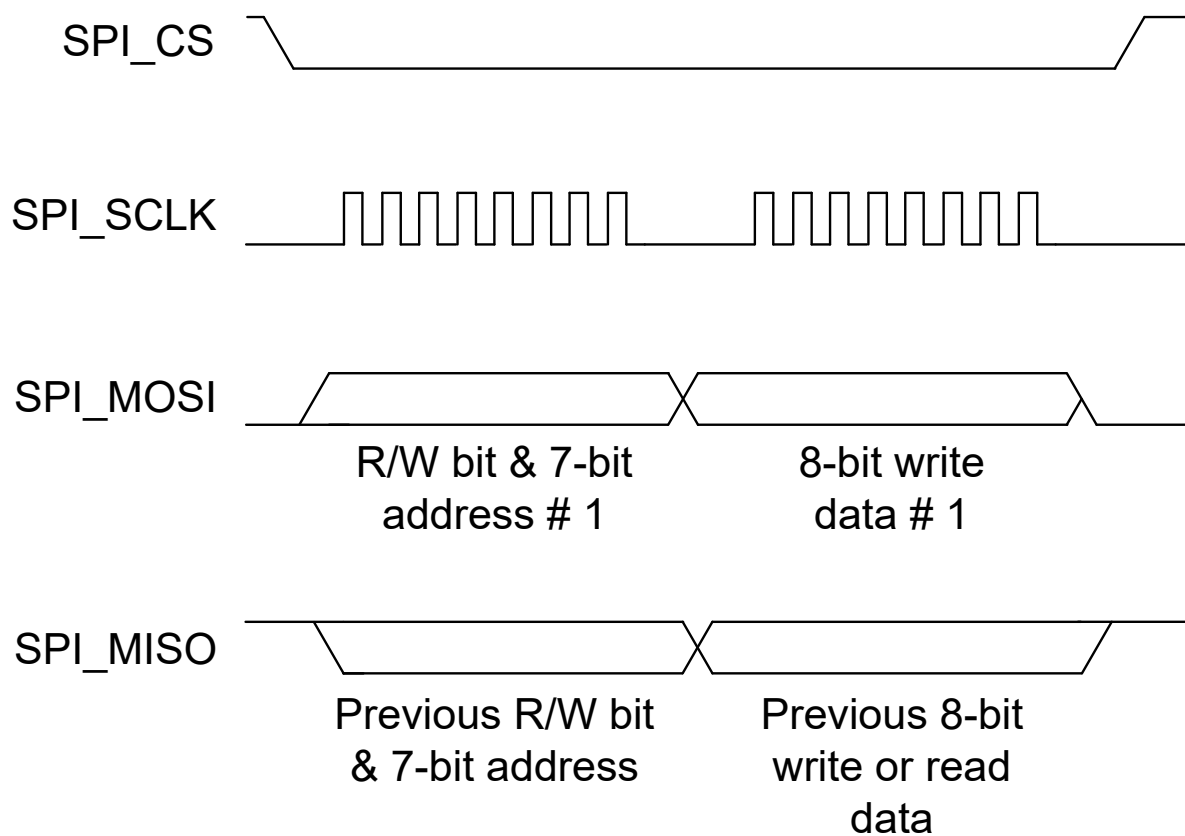 SPI_CS
SPI_SCLK
SPI_MOSI
R/W bit & 7-bit
address # 1
8-bit write
data # 1
SPI_MISO
Previous R/W bit
& 7-bit address
Previous 8-bit
write or read
data